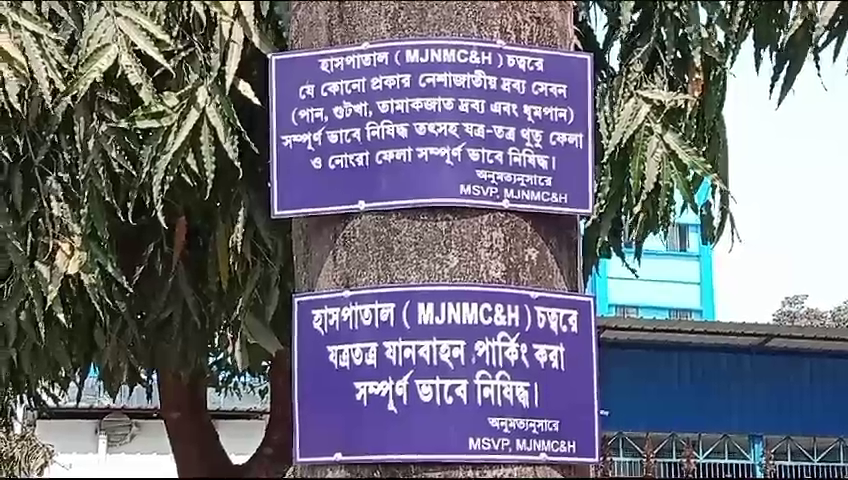 হাসপাতাল ( MJNMC&H ) চত্বরে
যে কোনো প্রকার নেশাজাতীয় দ্রব্য সেবন
(পান, গুটখা, তামাকজাত দ্রব্য এবং ধূমপান)
সম্পূর্ণ ভাবে নিষিদ্ধ তৎসহ যত্র-তত্র থুতু ফেলা
ও নোংরা ফেলা সম্পূর্ণ ভাবে নিষিদ্ধ।
অনুমত্যনুসারে
MSVP, MJNMC&H
হাসপাতাল ( MJNMC&H ) চত্বরে
যত্রতত্র যানবাহন পার্কিং করা
সম্পূর্ণ ভাবে নিষিদ্ধ।
অনুমত্যনুসারে
MSVP, MJNMC&H